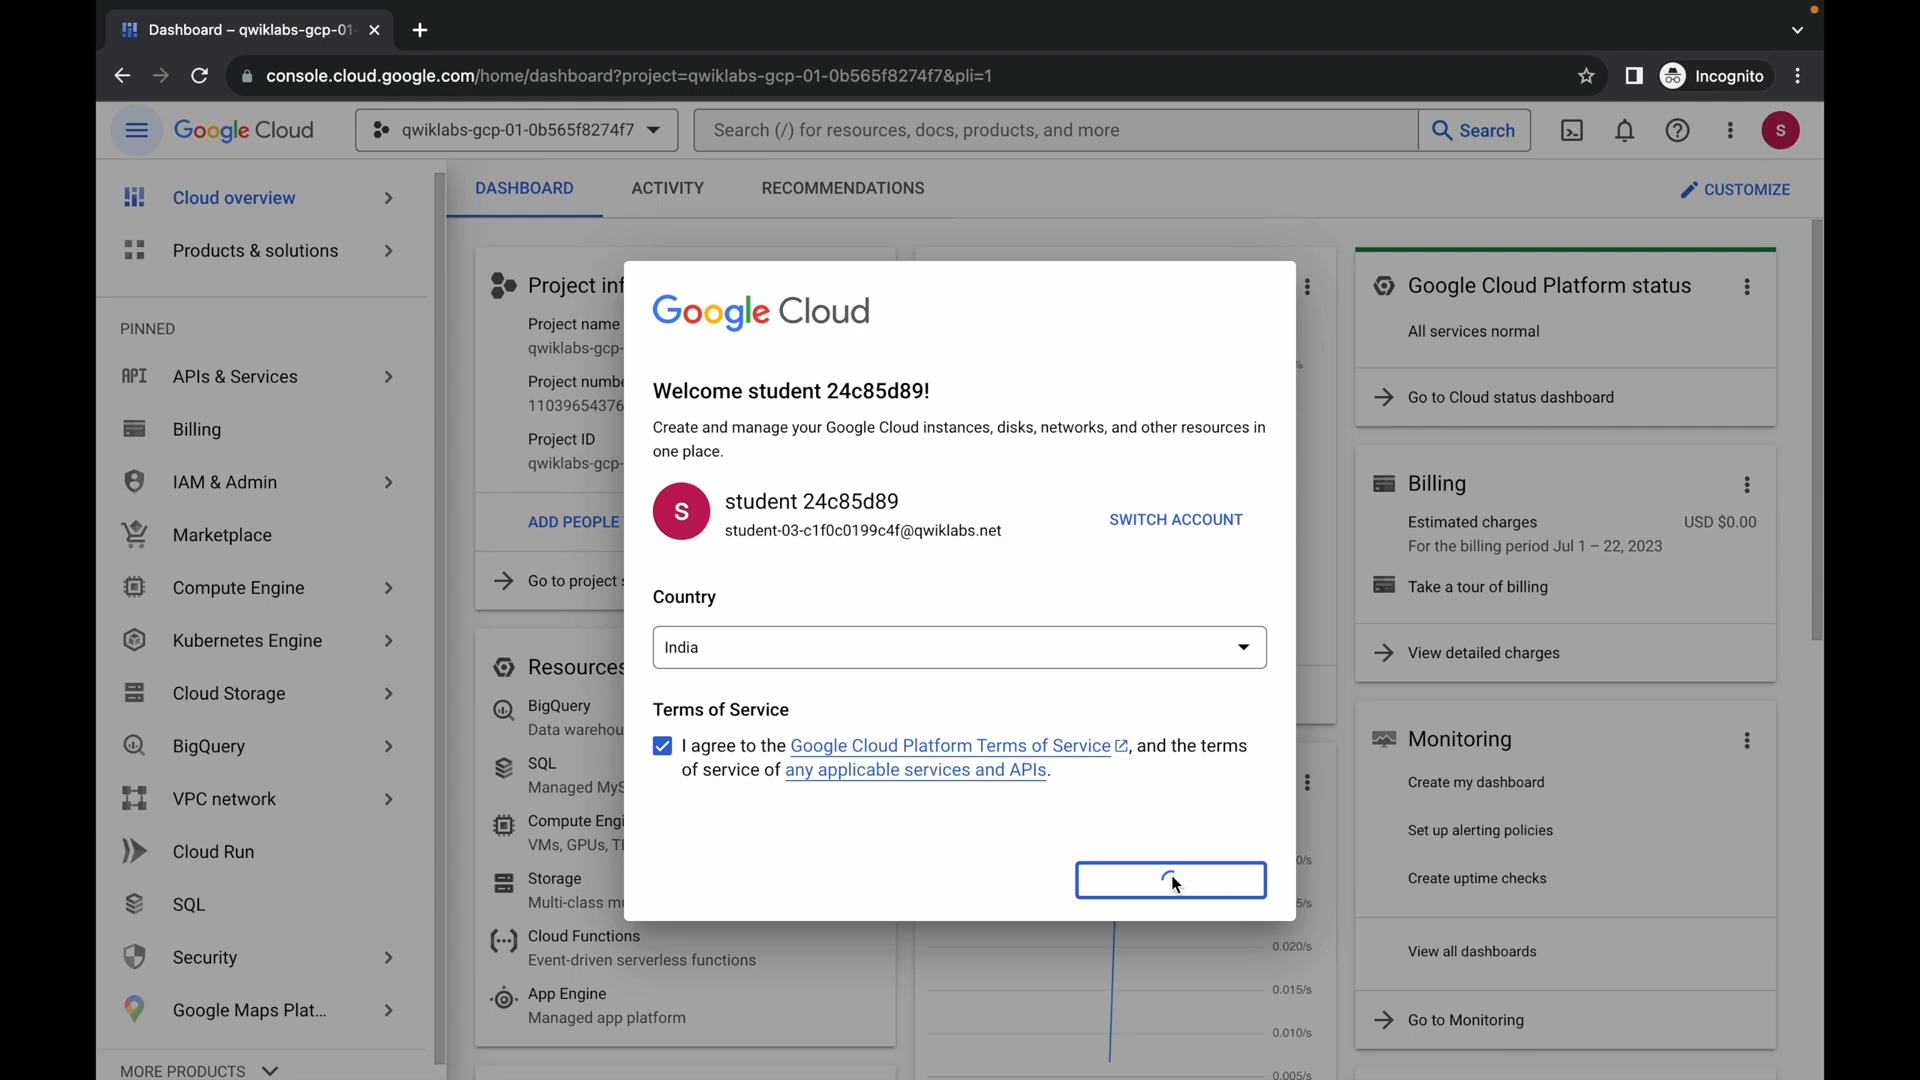 Dashboard – qwiklabs-gcp-01-
console.cloud.google.com/home/dashboard?project=qwiklabs-gcp-01-0b565f8274f7&pli=1
Incognito
Google Cloud
qwiklabs-gcp-01-0b565f8274f7
Search (/) for resources, docs, products, and more
Search
S
Cloud overview
Products & solutions
PINNED
API
APIs & Services
Billing
IAM & Admin
Marketplace
Compute Engine
Kubernetes Engine
Cloud Storage
BigQuery
VPC network
Cloud Run
SQL
Security
Google Maps Plat...
MORE PRODUCTS
DASHBOARD
ACTIVITY
RECOMMENDATIONS
CUSTOMIZE
Project inf
Project name
qwiklabs-gcp-
Project numbe
11039654376
Project ID
qwiklabs-gcp-
ADD PEOPLE
Go to project s
Resources
BigQuery
Data warehou
SQL
Managed MyS
Compute Engi
VMs, GPUs, T
Storage
Multi-class mu
Cloud Functions
Event-driven serverless functions
App Engine
Managed app platform
Google Cloud
Welcome student 24c85d89!
Create and manage your Google Cloud instances, disks, networks, and other resources in
one place.
S
student 24c85d89
student-03-c1f0c0199c4f@qwiklabs.net
SWITCH ACCOUNT
Country
India
Terms of Service
I agree to the Google Cloud Platform Terms of Service, and the terms
of service of any applicable services and APIs.
%
0/s
5/s
0.020/s
0.015/s
0.010/s
0.005/s
Google Cloud Platform status
All services normal
Go to Cloud status dashboard
Billing
Estimated charges
USD $0.00
For the billing period Jul 1 – 22, 2023
Take a tour of billing
View detailed charges
Monitoring
Create my dashboard
Set up alerting policies
Create uptime checks
View all dashboards
Go to Monitoring